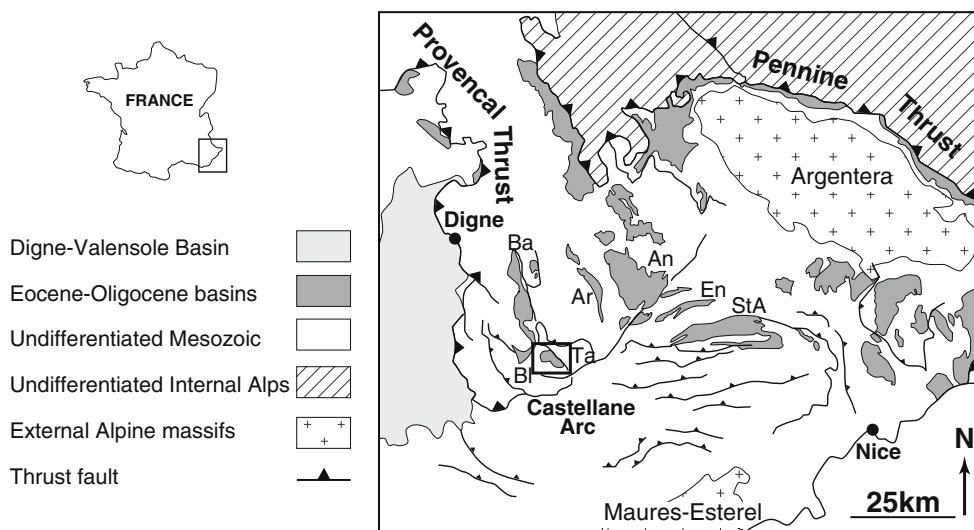 FRANCE
Digne-Valensole Basin
Eocene-Oligocene basins
Undifferentiated Mesozoic
Undifferentiated Internal Alps
External Alpine massifs
Thrust fault
Provencal Thrust
Pennine Thrust
Argentera
Digne
Ba
An
Ar
En
StA
Ta
Bl
Castellane
Arc
Nice
N
25km
Maures-Esterel